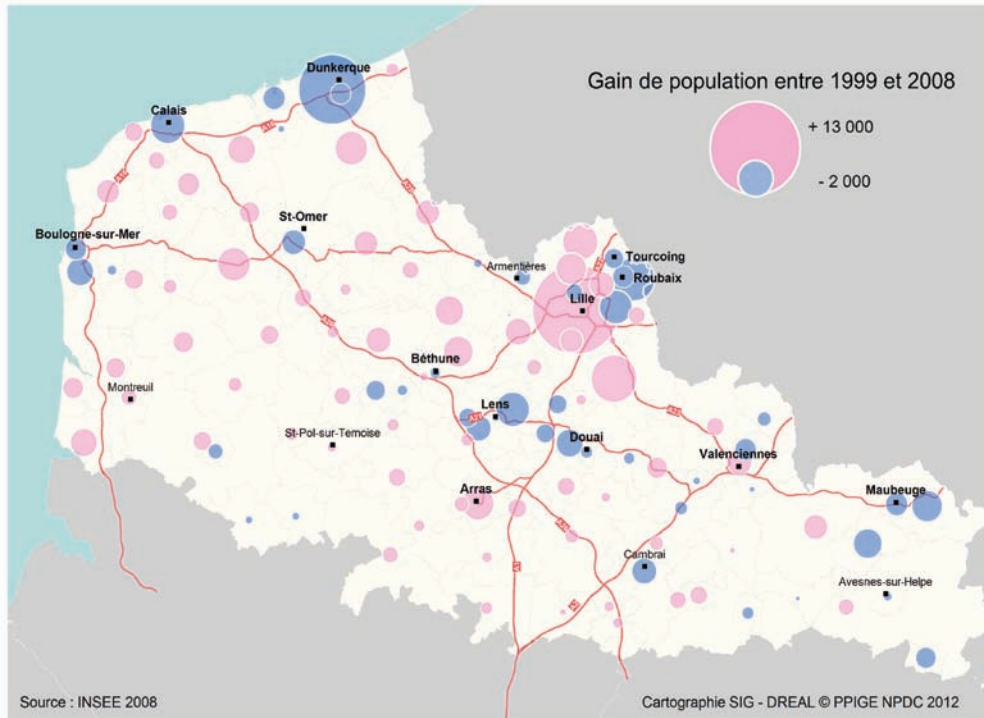 Gain de population entre 1999 et 2008
+ 13 000
- 2 000
Dunkerque
Calais
St-Omer
Boulogne-sur-Mer
Tourcoing
Armentières
Roubaix
Lille
Béthune
Montreuil
Lens
St-Pol-sur-Ternoise
Douai
Valenciennes
Arras
Maubeuge
Cambrai
Avesnes-sur-Helpe
Source : INSEE 2008
Cartographie SIG - DREAL © PPIGE NPDC 2012